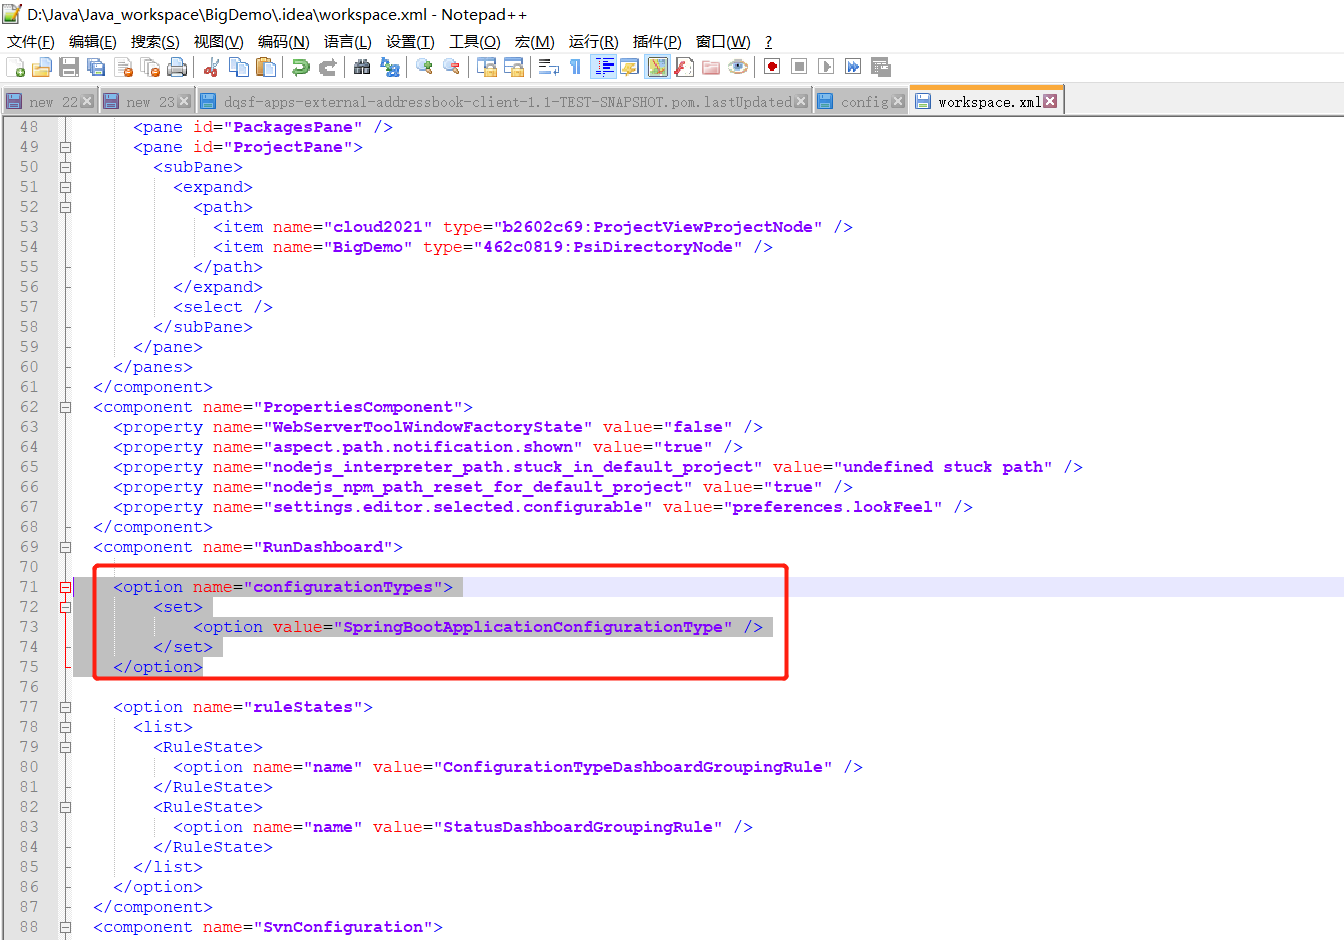 D:\Java\Java_workspace\BigDemo\.idea\workspace.xml - Notepad++
文件(F) 编辑(E) 搜索(S) 视图(V) 编码(N) 语言(L) 设置(T) 工具(O) 宏(M) 运行(R) 插件(P) 窗口(W) ?
new 22 new 23 dqsf-apps-external-addressbook-client-1.1-TEST-SNAPSHOT.pom.lastUpdated config workspace.xml
48 <pane id="PackagesPane" />
49 <pane id="ProjectPane">
50 <subPane>
51 <expand>
52 <path>
53 <item name="cloud2021" type="b2602c69:ProjectViewProjectNode" />
54 <item name="BigDemo" type="462c0819:PsiDirectoryNode" />
55 </path>
56 </expand>
57 <select />
58 </subPane>
59 </pane>
60 </panes>
61 </component>
62 <component name="PropertiesComponent">
63 <property name="WebServerToolWindowFactoryState" value="false" />
64 <property name="aspect.path.notification.shown" value="true" />
65 <property name="nodejs_interpreter_path.stuck_in_default_project" value="undefined stuck path" />
66 <property name="nodejs_npm_path_reset_for_default_project" value="true" />
67 <property name="settings.editor.selected.configurable" value="preferences.lookFeel" />
68 </component>
69 <component name="RunDashboard">
70
71 <option name="configurationTypes">
72 <set>
73 <option value="SpringBootApplicationConfigurationType" />
74 </set>
75 </option>
76
77 <option name="ruleStates">
78 <list>
79 <RuleState>
80 <option name="name" value="ConfigurationTypeDashboardGroupingRule" />
81 </RuleState>
82 <RuleState>
83 <option name="name" value="StatusDashboardGroupingRule" />
84 </RuleState>
85 </list>
86 </option>
87 </component>
88 <component name="SvnConfiguration">